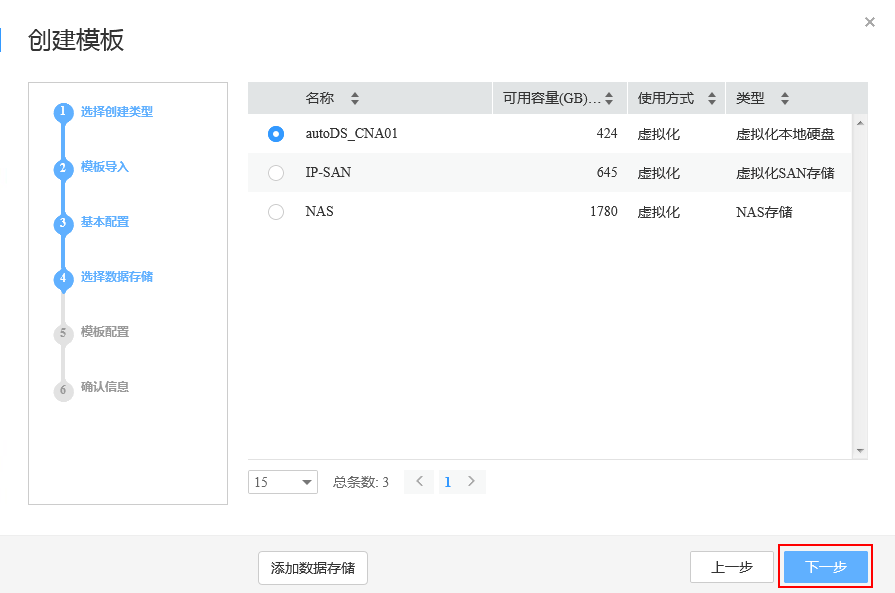 创建模板
×
1 选择创建类型
2 模板导入
3 基本配置
4 选择数据存储
5 模板配置
6 确认信息
名称 可用容量(GB)... 使用方式 类型
autoDS_CNA01 424 虚拟化 虚拟化本地硬盘
IP-SAN 645 虚拟化 虚拟化SAN存储
NAS 1780 虚拟化 NAS存储
15 总条数: 3 < 1 >
添加数据存储 上一步 下一步